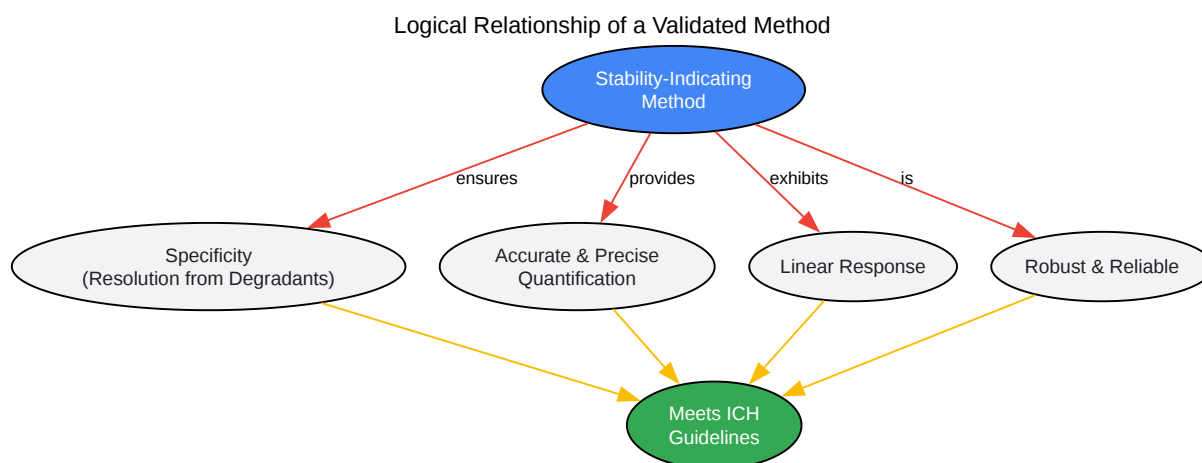 Logical Relationship of a Validated Method
Stability-Indicating
Method
ensures
provides
exhibits
is
Specificity
(Resolution from Degradants)
Accurate & Precise
Quantification
Linear Response
Robust & Reliable
Meets ICH
Guidelines